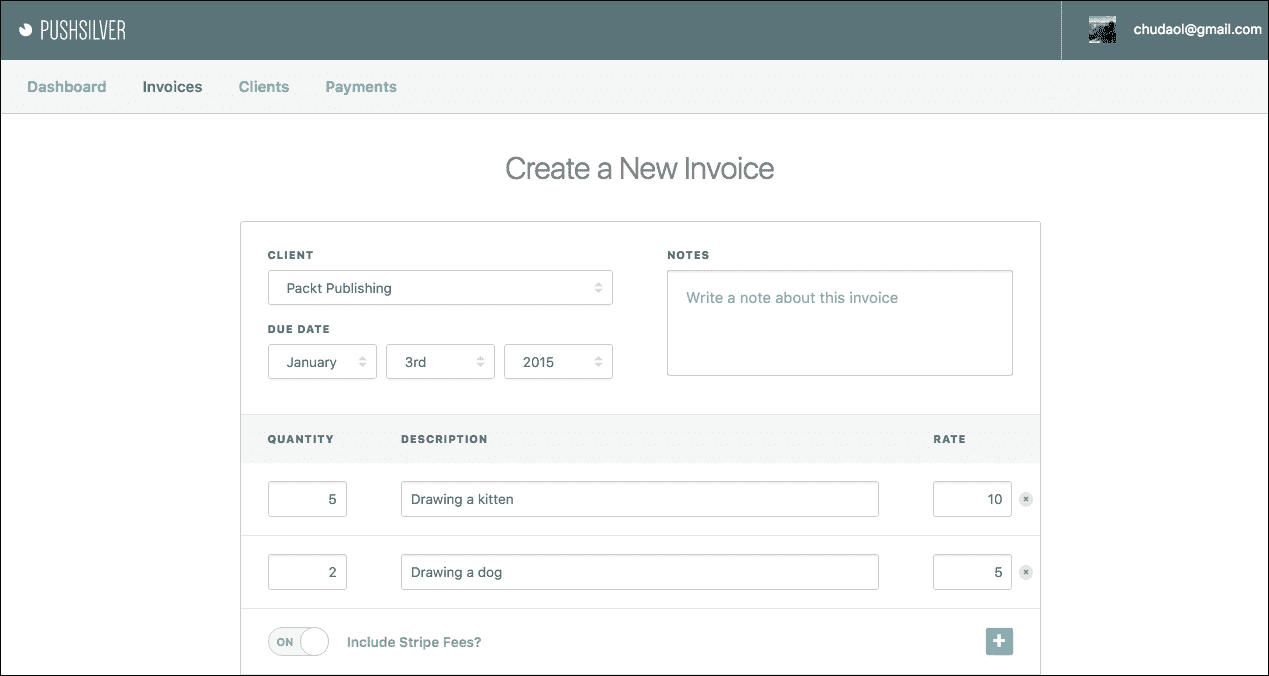 PUSHSILVER
chudaol@gmail.com
Dashboard Invoices Clients Payments
Create a New Invoice
CLIENT
Packt Publishing
DUE DATE
January 3rd 2015
NOTES
Write a note about this invoice
QUANTITY DESCRIPTION RATE
5 Drawing a kitten 10
2 Drawing a dog 5
ON Include Stripe Fees?